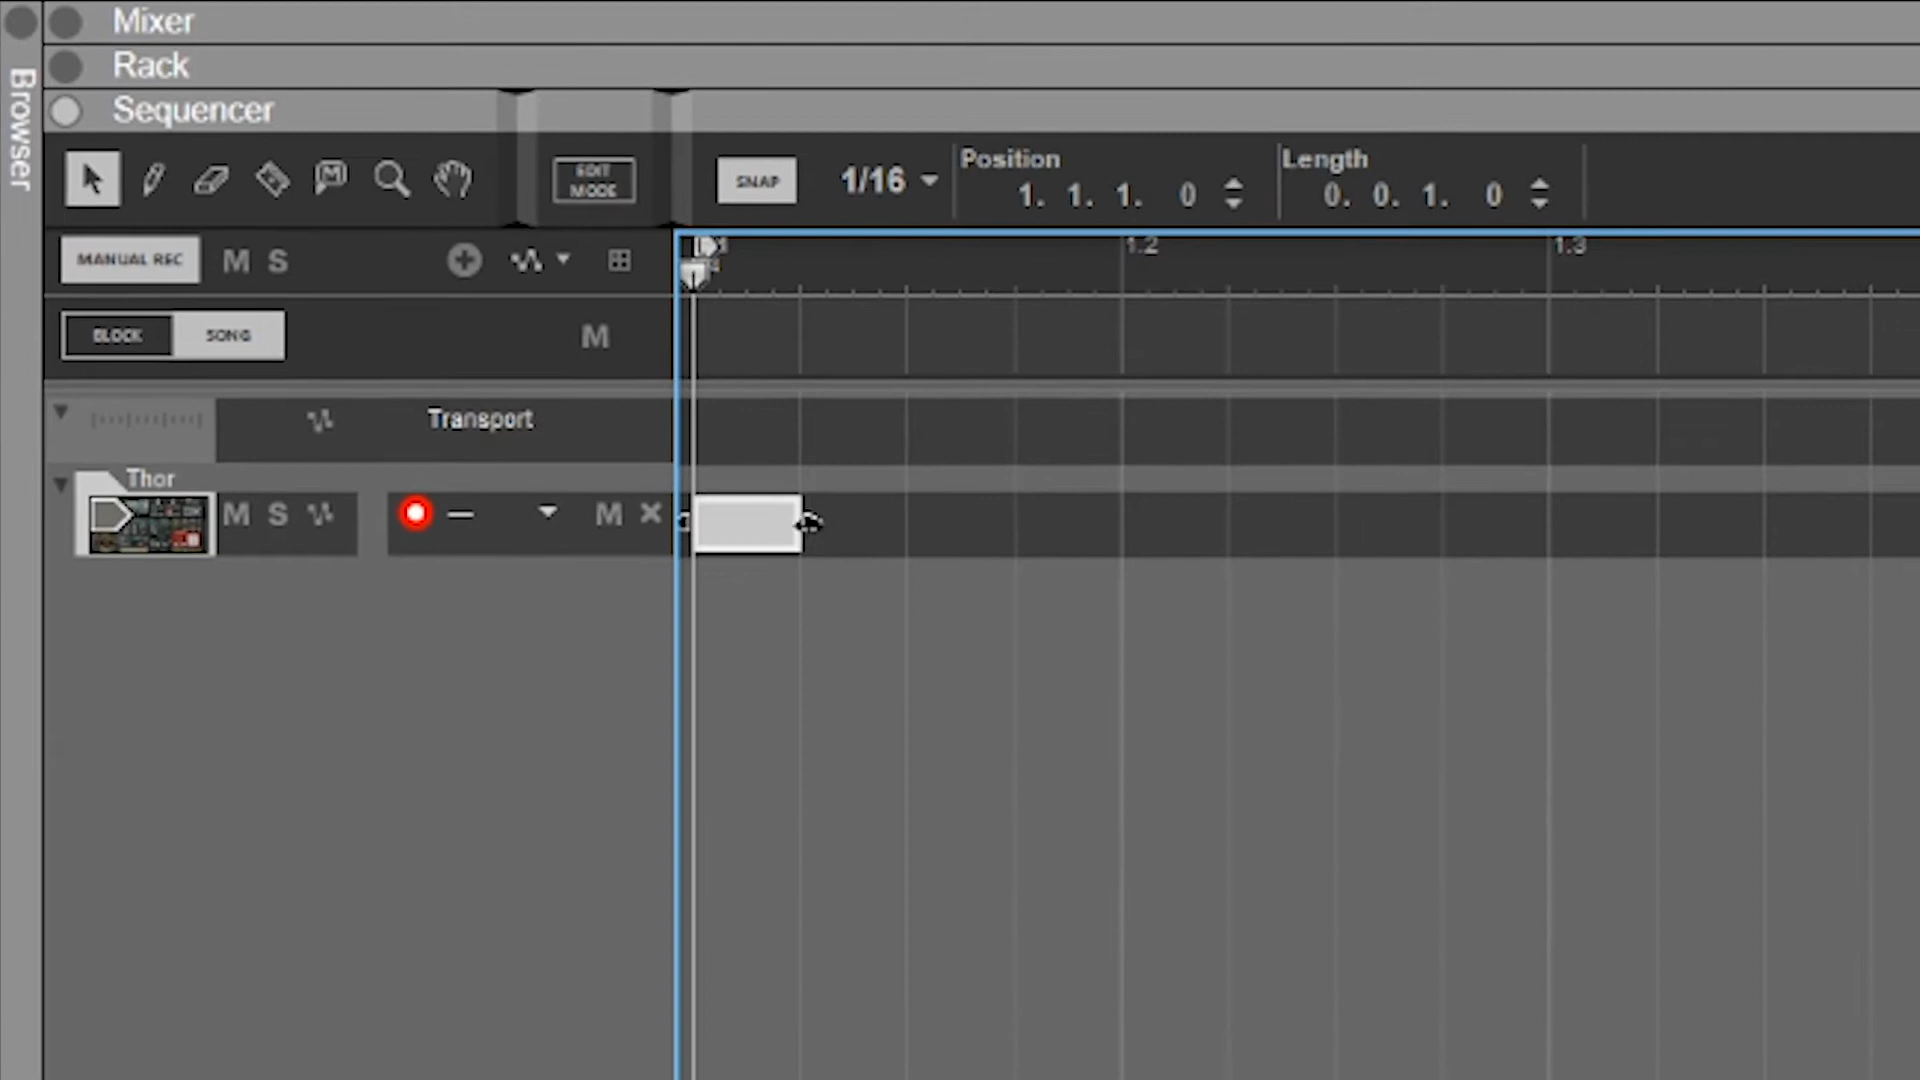 Browser
Mixer
Rack
Sequencer
EDIT MODE
SNAP
1/16
Position
1. 1. 1. 0
Length
0. 0. 1. 0
MANUAL REC
M S
1.2
1.3
BLOCK
SONG
M
Transport
Thor
M S
M